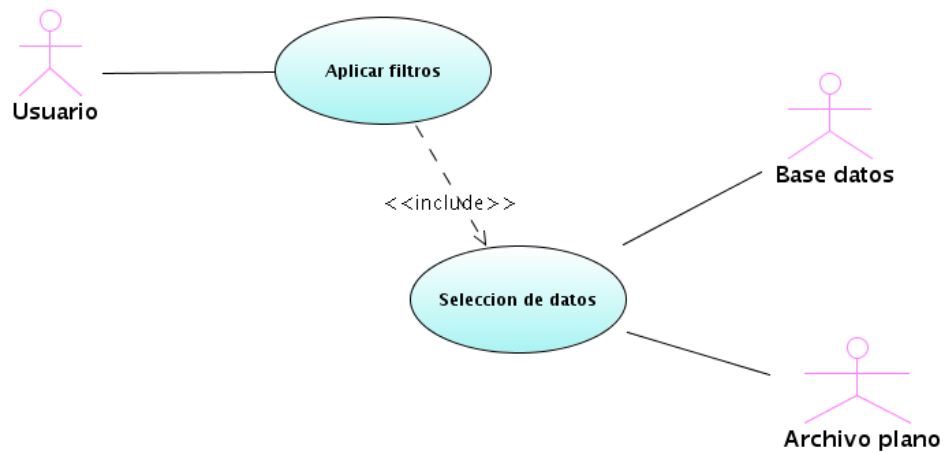 Aplicar filtros
Usuario
Base datos
<<include>>
Seleccion de datos
Archivo plano